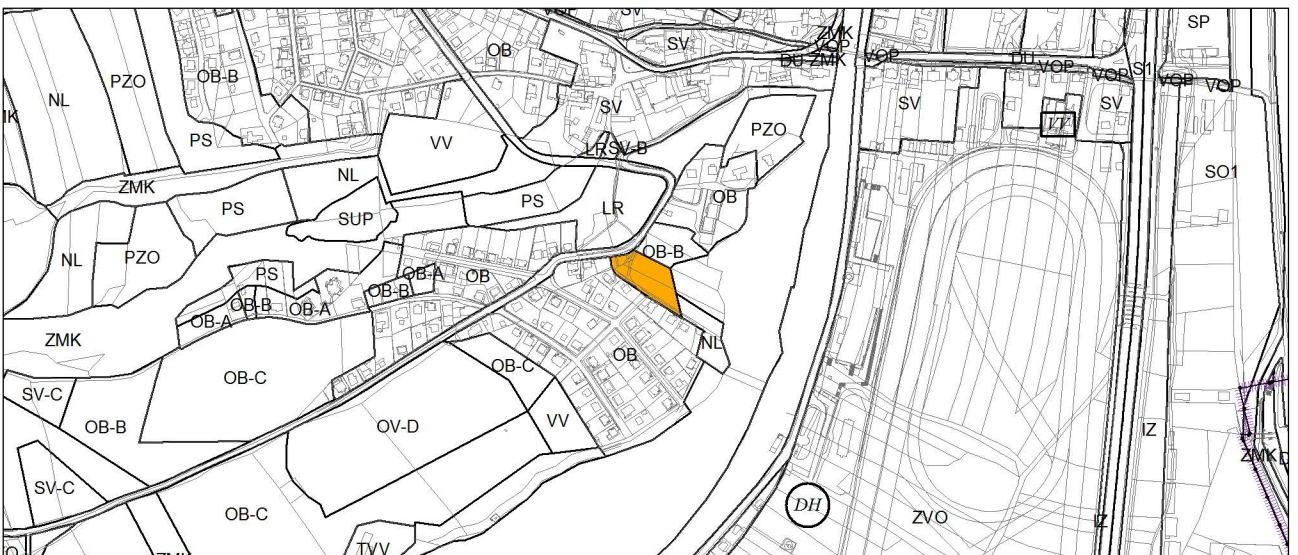 VOP
SV
SP
ZMK
SV
VOP
OB
DU
ZMK
VOP
DU
VOP
S1
VOP
VOP
VOP
PZO
OB-B
NL
SV
SV
SV
PZO
VV
PS
LR
SV-B
SO1
NL
ZMK
PS
PS
LR
OB
SUP
OB-B
NL
PZO
PS
OB-A
OB
OB-B
OB-B
OB-A
OB-A
ZMK
NL
OB
OB-C
OB-C
SV-C
OB-B
OV-D
VV
IZ
ZMK
SV-C
DH
OB-C
ZVO
IZ
TVV